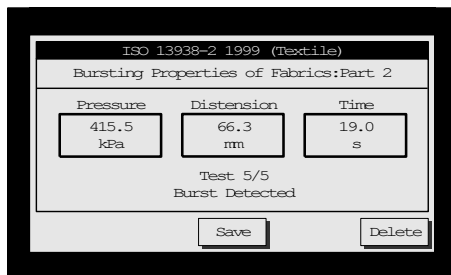 ISO 13938-2 1999 (Textile)
Bursting Properties of Fabrics:Part 2
Pressure Distension Time
415.5 66.3 19.0
kPa mm s
Test 5/5
Burst Detected
Save Delete